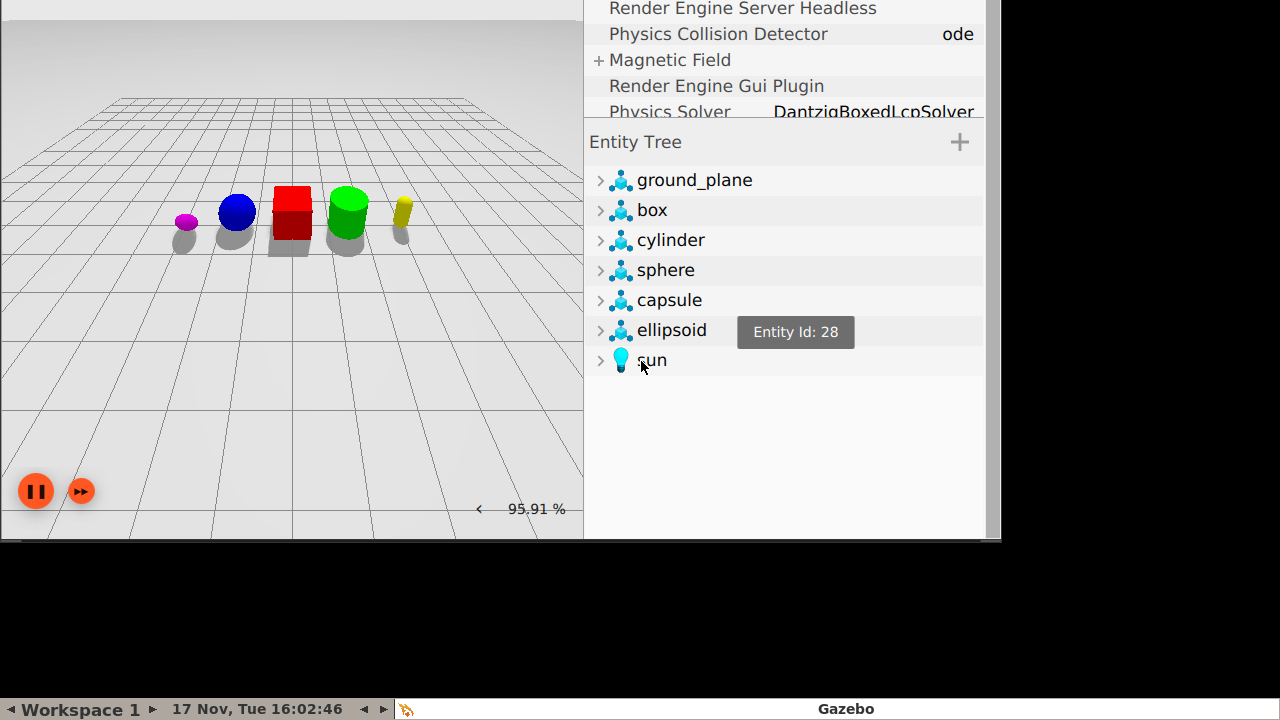 Render Engine Server Headless
Physics Collision Detector ode
+ Magnetic Field
Render Engine Gui Plugin
Physics Solver DantzigBoxedLcpSolver
Entity Tree
ground_plane
box
cylinder
sphere
capsule
ellipsoid
Entity Id: 28
sun
95.91 %
Workspace 1
17 Nov, Tue 16:02:46
Gazebo